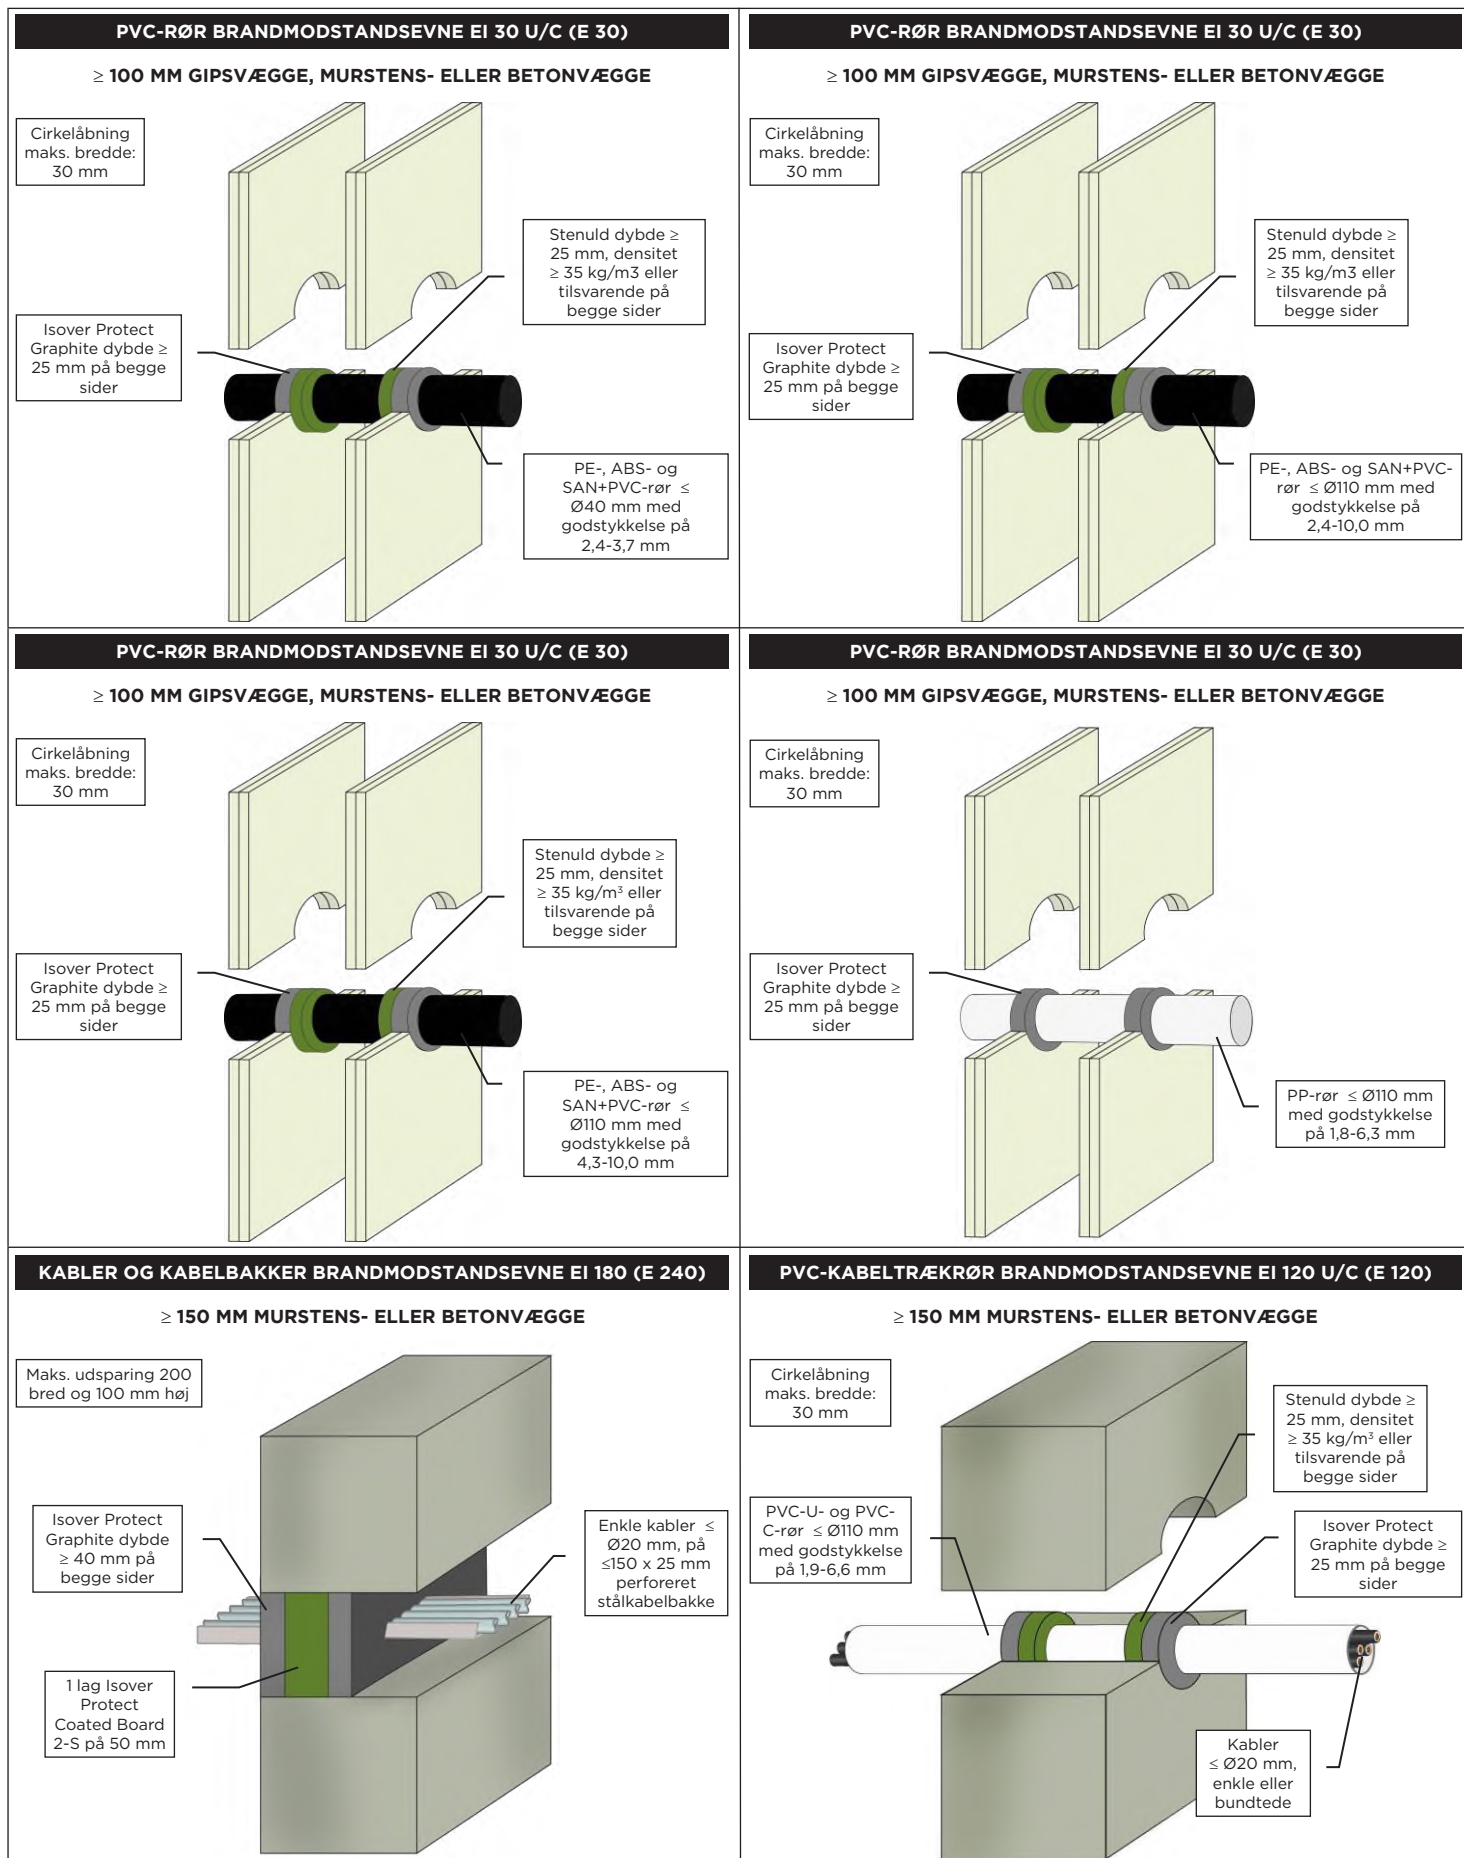 PVC-RØR BRANDMODSTANDSEVNE EI 30 U/C (E 30)
≥ 100 MM GIPSVÆGGE, MURSTENS- ELLER BETONVÆGGE
Cirkelåbning
maks. bredde:
30 mm
Stenuld dybde ≥
25 mm, densitet
≥ 35 kg/m3 eller
tilsvarende på
begge sider
Isover Protect
Graphite dybde ≥
25 mm på begge
sider
PE-, ABS- og
SAN+PVC-rør ≤
Ø40 mm med
godstykkelse på
2,4-3,7 mm
PVC-RØR BRANDMODSTANDSEVNE EI 30 U/C (E 30)
≥ 100 MM GIPSVÆGGE, MURSTENS- ELLER BETONVÆGGE
Cirkelåbning
maks. bredde:
30 mm
Stenuld dybde ≥
25 mm, densitet
≥ 35 kg/m3 eller
tilsvarende på
begge sider
Isover Protect
Graphite dybde ≥
25 mm på begge
sider
PE-, ABS- og SAN+PVC-
rør ≤ Ø110 mm med
godstykkelse på
2,4-10,0 mm
PVC-RØR BRANDMODSTANDSEVNE EI 30 U/C (E 30)
≥ 100 MM GIPSVÆGGE, MURSTENS- ELLER BETONVÆGGE
Cirkelåbning
maks. bredde:
30 mm
Stenuld dybde ≥
25 mm, densitet
≥ 35 kg/m³ eller
tilsvarende på
begge sider
Isover Protect
Graphite dybde ≥
25 mm på begge
sider
PE-, ABS- og
SAN+PVC-rør ≤
Ø110 mm med
godstykkelse på
4,3-10,0 mm
PVC-RØR BRANDMODSTANDSEVNE EI 30 U/C (E 30)
≥ 100 MM GIPSVÆGGE, MURSTENS- ELLER BETONVÆGGE
Cirkelåbning
maks. bredde:
30 mm
Isover Protect
Graphite dybde ≥
25 mm på begge
sider
PP-rør ≤ Ø110 mm
med godstykkelse
på 1,8-6,3 mm
KABLER OG KABELBAKKER BRANDMODSTANDSEVNE EI 180 (E 240)
≥ 150 MM MURSTENS- ELLER BETONVÆGGE
Maks. udsparing 200
bred og 100 mm høj
Isover Protect
Graphite dybde
≥ 40 mm på
begge sider
Enkle kabler ≤
Ø20 mm, på
≤150 x 25 mm
perforeret
stålkabelbakke
1 lag Isover
Protect
Coated Board
2-S på 50 mm
PVC-KABELTRÆKRØR BRANDMODSTANDSEVNE EI 120 U/C (E 120)
≥ 150 MM MURSTENS- ELLER BETONVÆGGE
Cirkelåbning
maks. bredde:
30 mm
Stenuld dybde ≥
25 mm, densitet
≥ 35 kg/m³ eller
tilsvarende på
begge sider
PVC-U- og PVC-
C-rør ≤ Ø110 mm
med godstykkelse
på 1,9-6,6 mm
Isover Protect
Graphite dybde ≥
25 mm på begge
sider
Kabler
≤ Ø20 mm,
enkle eller
bundtede